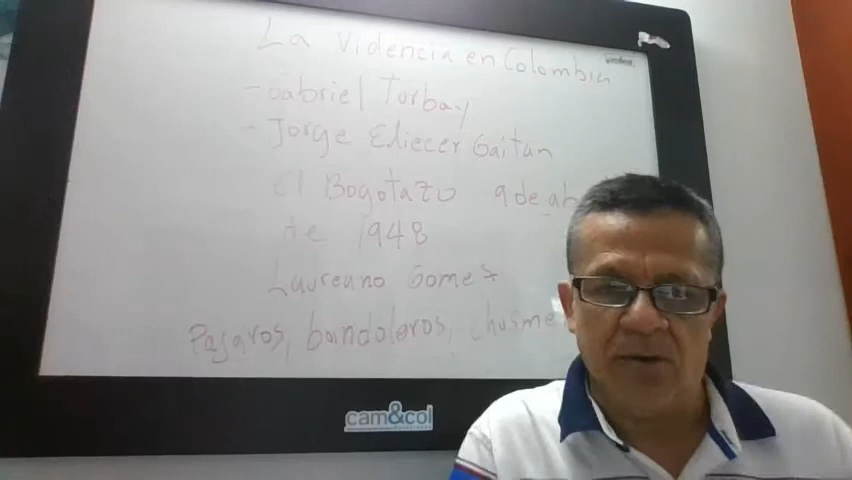 La Videncia en Colombia
- Gabriel Turbay
- Jorge Eliecer Gaitan
El Bogotazo 9 de ab
de 1948
Laureano Gomez
Pajaros, bandoleros, chusme
cam&col